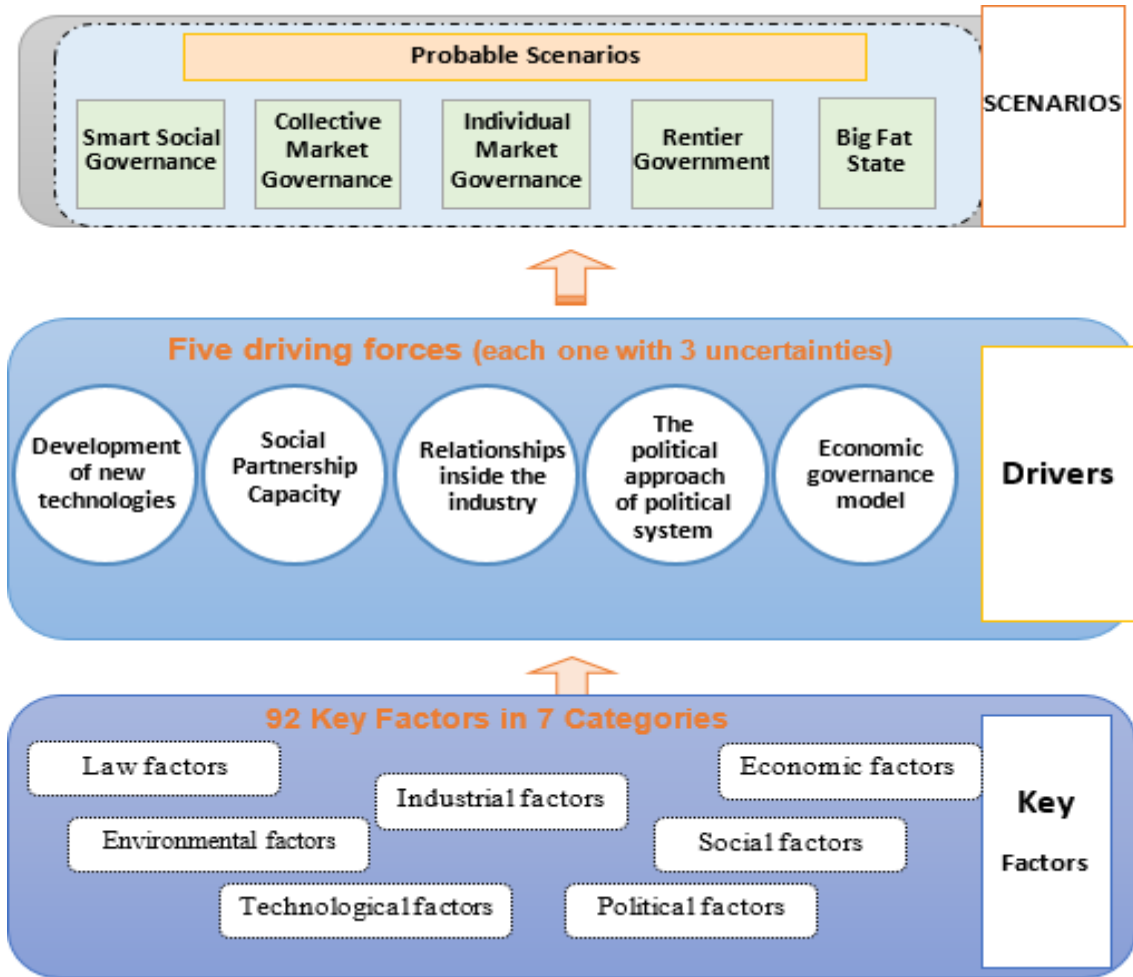 Probable Scenarios
SCENARIOS
Smart Social
Governance
Collective
Market
Governance
Individual
Market
Governance
Rentier
Government
Big Fat
State
Five driving forces (each one with 3 uncertainties)
Development
of new
technologies
Social
Partnership
Capacity
Relationships
inside the
industry
The
political
approach
of political
system
Economic
governance
model
Drivers
92 Key Factors in 7 Categories
Law factors
Industrial factors
Economic factors
Environmental factors
Social factors
Technological factors
Political factors
Key
Factors